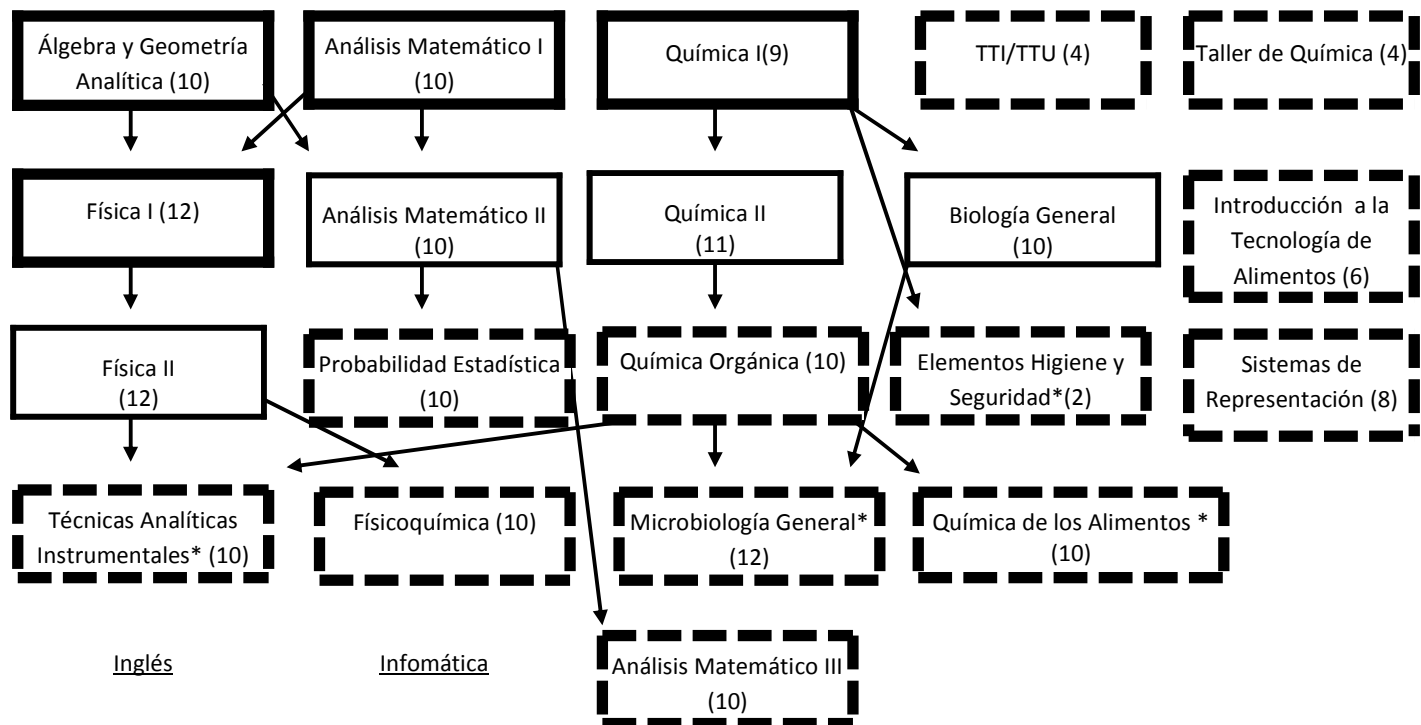 Álgebra y Geometría
Analítica (10)
Análisis Matemático I
(10)
Química I(9)
TTI/TTU (4)
Taller de Química (4)
Física I (12)
Análisis Matemático II
(10)
Química II
(11)
Biología General
(10)
Introducción a la
Tecnología de
Alimentos (6)
Física II
(12)
Probabilidad Estadística
(10)
Química Orgánica (10)
Elementos Higiene y
Seguridad*(2)
Sistemas de
Representación (8)
Técnicas Analíticas
Instrumentales* (10)
Físicoquímica (10)
Microbiología General*
(12)
Química de los Alimentos *
(10)
Inglés
Infomática
Análisis Matemático III
(10)